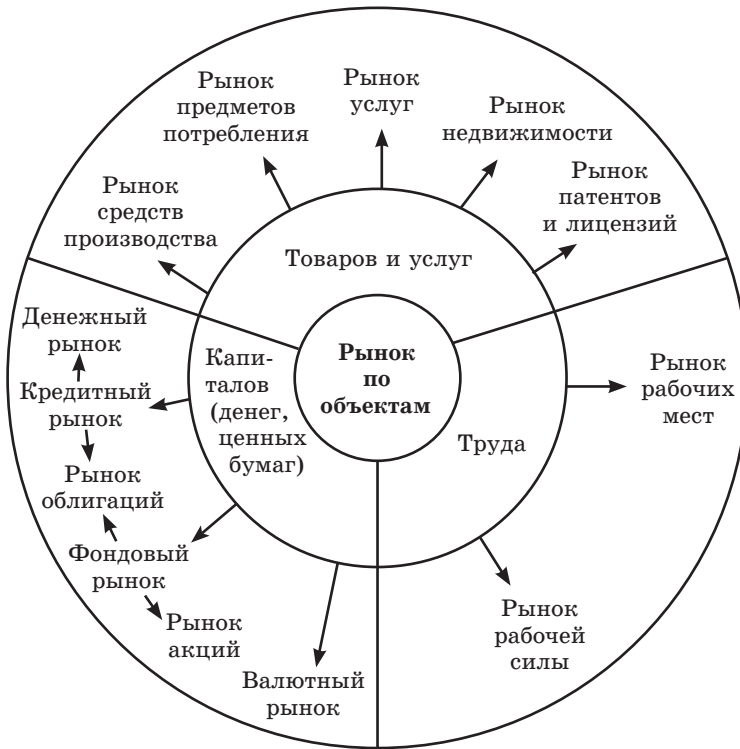 Рынок
предметов
потребления
Рынок
услуг
Рынок
недвижимости
Рынок
патентов
и лицензий
Рынок
средств
производства
Товаров и услуг
Денежный
рынок
Кредитный
рынок
Рынок
облигаций
Фондовый
рынок
Рынок
акций
Валютный
рынок
Капи-
талов
(денег,
ценных
бумаг)
Рынок
по
объектам
Труда
Рынок
рабочих
мест
Рынок
рабочей
силы